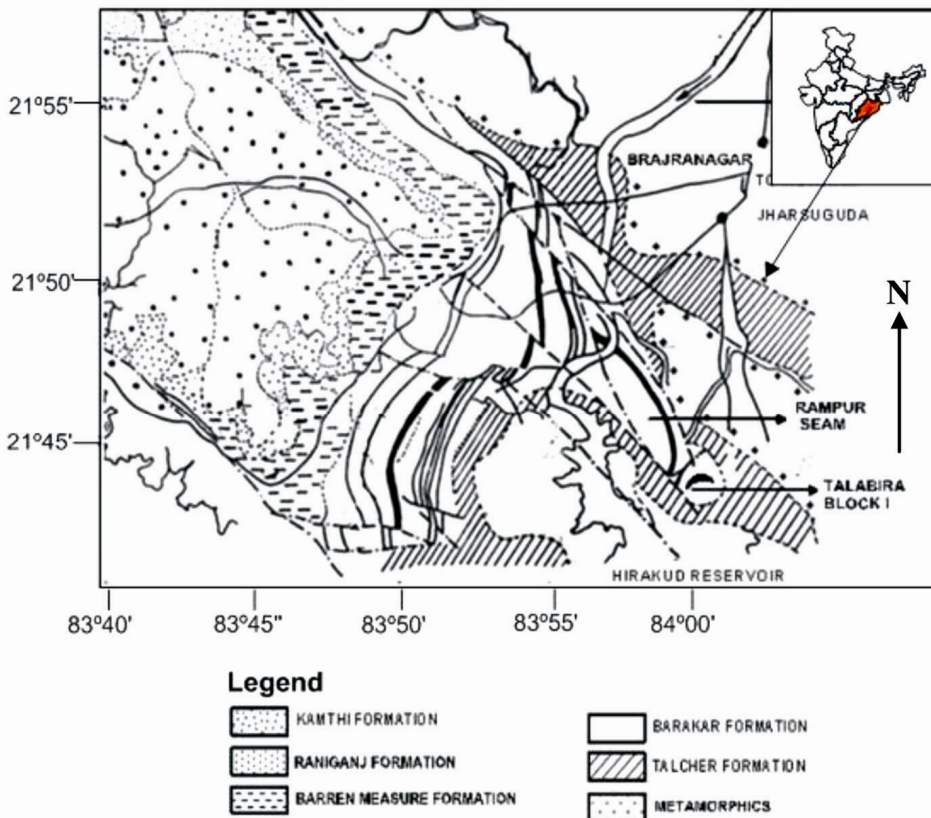 21°55'
BRAJRANAGAR
TO
JHARSUGUDA
21°50'
N
21°45'
RAMPUR
SEAM
TALABIRA
BLOCK I
HIRAKUD RESERVOIR
83°40'
83°45'
83°50'
83°55'
84°00'
Legend
KAMTHI FORMATION
BARAKAR FORMATION
RANIGANJ FORMATION
TALCHER FORMATION
BARREN MEASURE FORMATION
METAMORPHICS